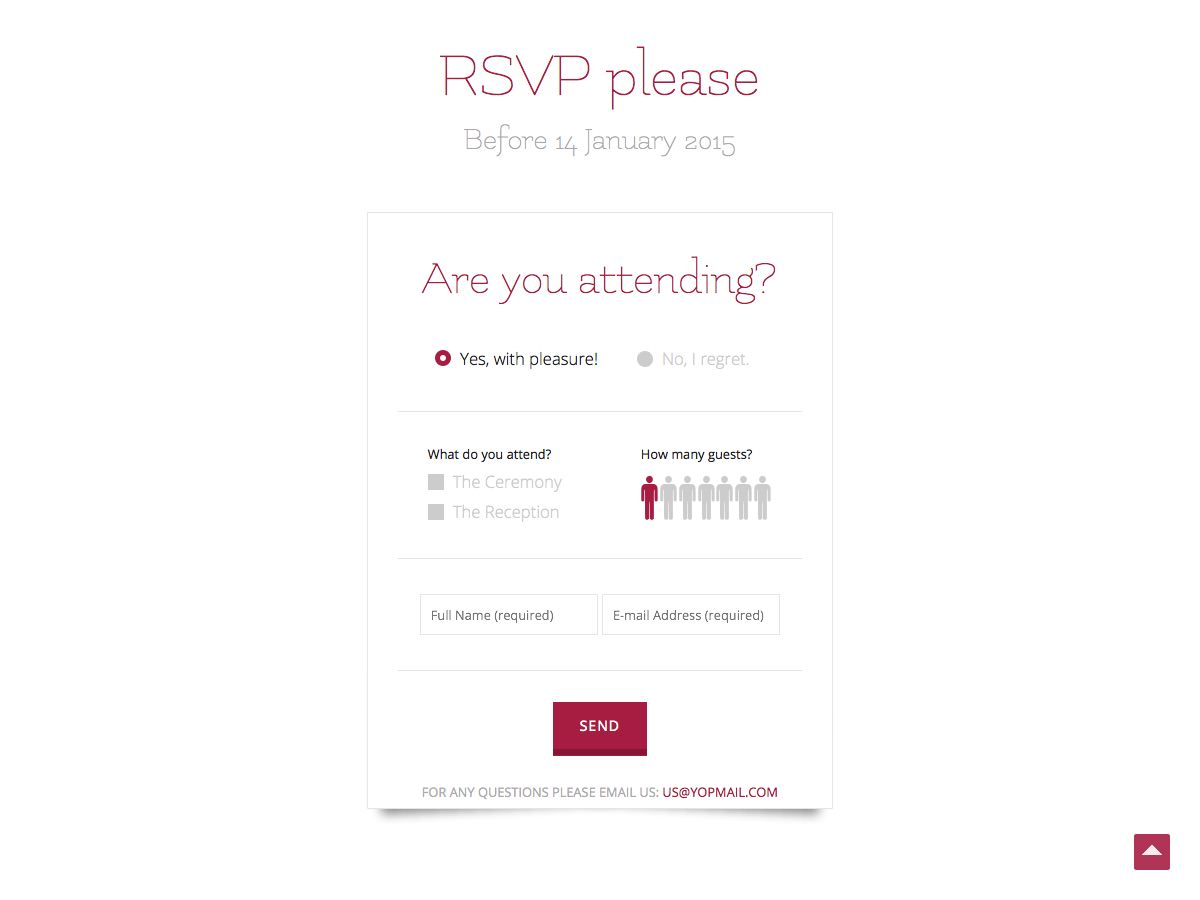 RSVP please
Before 14 January 2015
Are you attending?
Yes, with pleasure! No, I regret.
What do you attend? How many guests?
The Ceremony
The Reception
Full Name (required) E-mail Address (required)
SEND
FOR ANY QUESTIONS PLEASE EMAIL US: US@YOPMAIL.COM